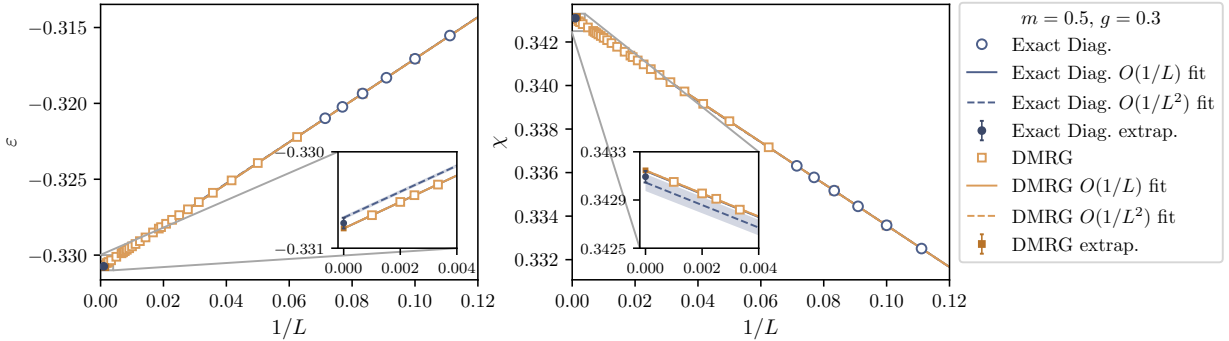 −0.315
−0.320
−0.325
−0.330
ε
0.00
0.02
0.04
0.06
0.08
0.10
0.12
1/L
−0.330
−0.331
0.000
0.002
0.004
0.342
0.340
0.338
0.336
0.334
0.332
χ
0.00
0.02
0.04
0.06
0.08
0.10
0.12
1/L
0.3433
0.3429
0.3425
0.000
0.002
0.004
m = 0.5, g = 0.3
Exact Diag.
Exact Diag. O(1/L) fit
Exact Diag. O(1/L²) fit
Exact Diag. extrap.
DMRG
DMRG O(1/L) fit
DMRG O(1/L²) fit
DMRG extrap.